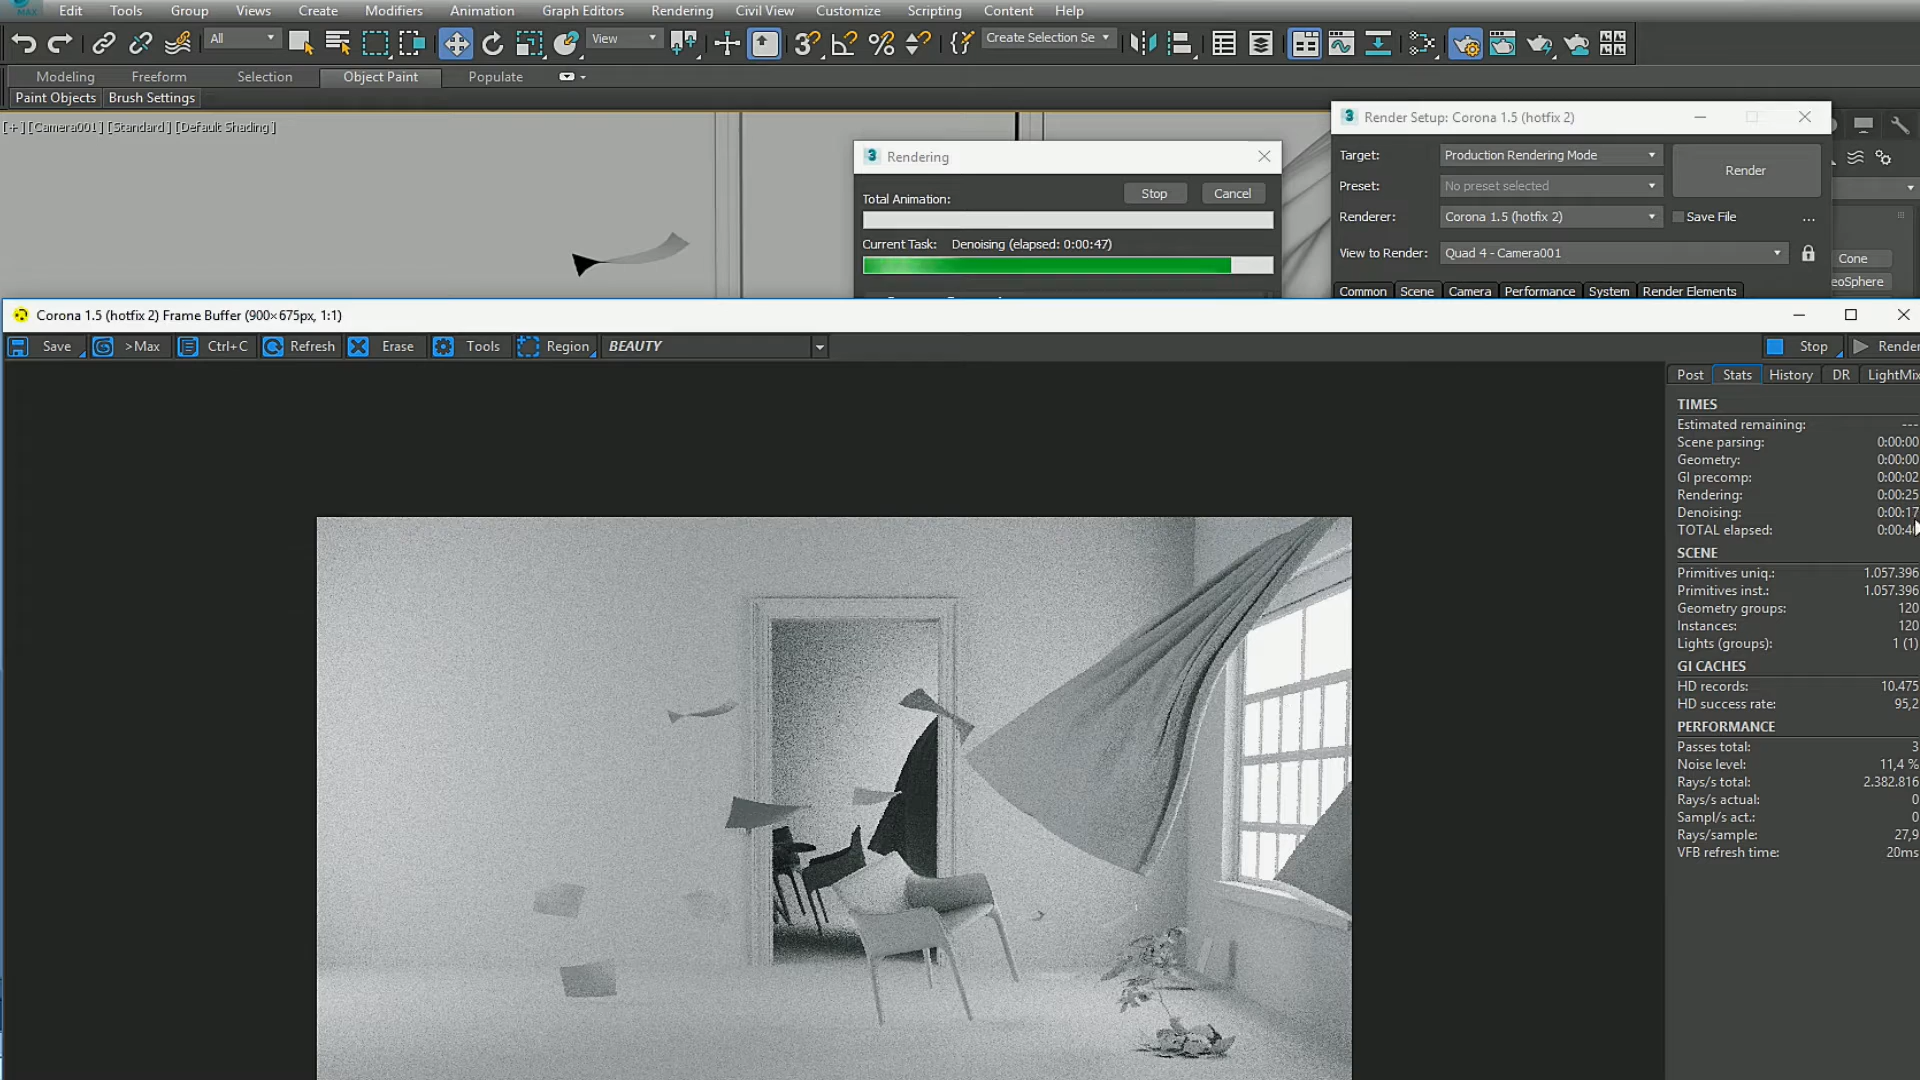 MAX
Edit Tools Group Views Create Modifiers Animation Graph Editors Rendering Civil View Customize Scripting Content Help
All View Create Selection Se
Modeling Freeform Selection Object Paint Populate
Paint Objects Brush Settings
[+][Camera001][Standard][Default Shading]
Rendering
Total Animation: Stop Cancel
Current Task: Denoising (elapsed: 0:00:47)
Render Setup: Corona 1.5 (hotfix 2)
Target: Production Rendering Mode Render
Preset: No preset selected
Renderer: Corona 1.5 (hotfix 2) Save File ...
View to Render: Quad 4 - Camera001
Common Scene Camera Performance System Render Elements
Cone
eoSphere
Corona 1.5 (hotfix 2) Frame Buffer (900×675px, 1:1)
Save >Max Ctrl+C Refresh Erase Tools Region BEAUTY Stop Render
Post Stats History DR LightMix
TIMES
Estimated remaining: ---
Scene parsing: 0:00:00
Geometry: 0:00:00
GI precomp: 0:00:02
Rendering: 0:00:25
Denoising: 0:00:17
TOTAL elapsed: 0:00:4
SCENE
Primitives uniq.: 1.057.396
Primitives inst.: 1.057.396
Geometry groups: 120
Instances: 120
Lights (groups): 1 (1)
GI CACHES
HD records: 10.475
HD success rate: 95,2
PERFORMANCE
Passes total: 3
Noise level: 11,4 %
Rays/s total: 2.382.816
Rays/s actual: 0
Sampl/s act.: 0
Rays/sample: 27,9
VFB refresh time: 20ms